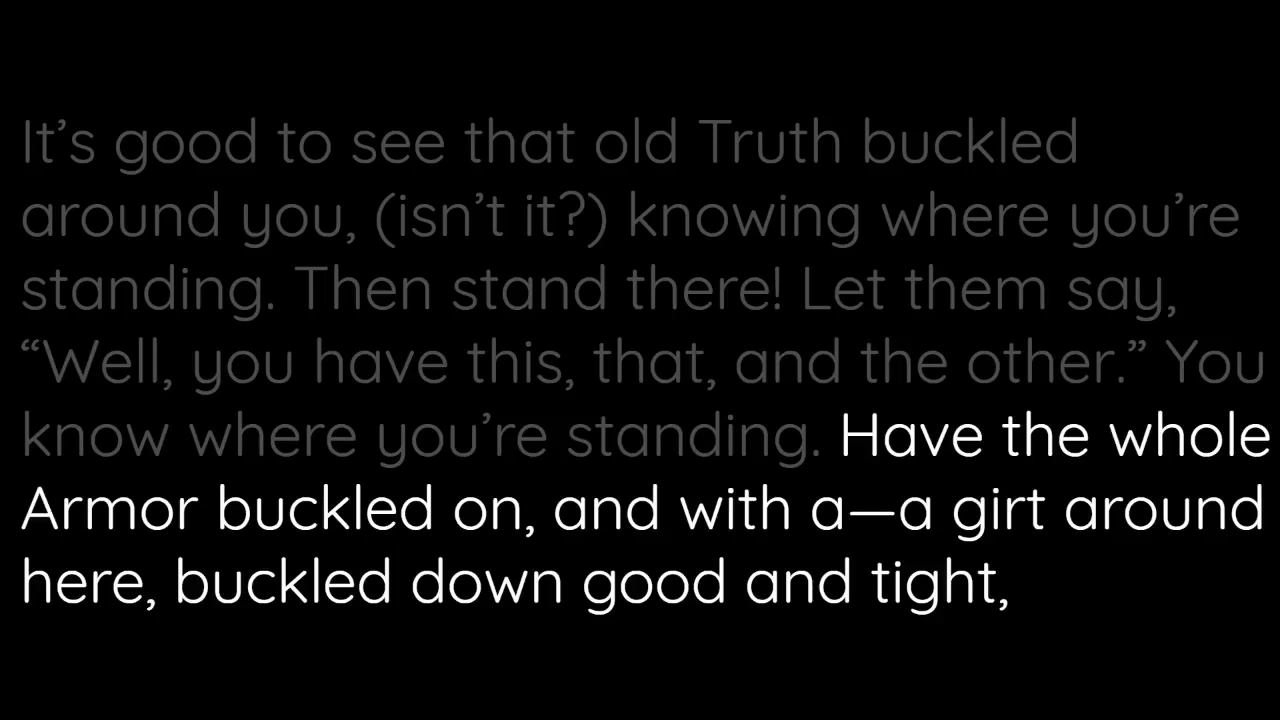 It’s good to see that old Truth buckled
around you, (isn’t it?) knowing where you’re
standing. Then stand there! Let them say,
“Well, you have this, that, and the other.” You
know where you’re standing. Have the whole
Armor buckled on, and with a—a girt around
here, buckled down good and tight,